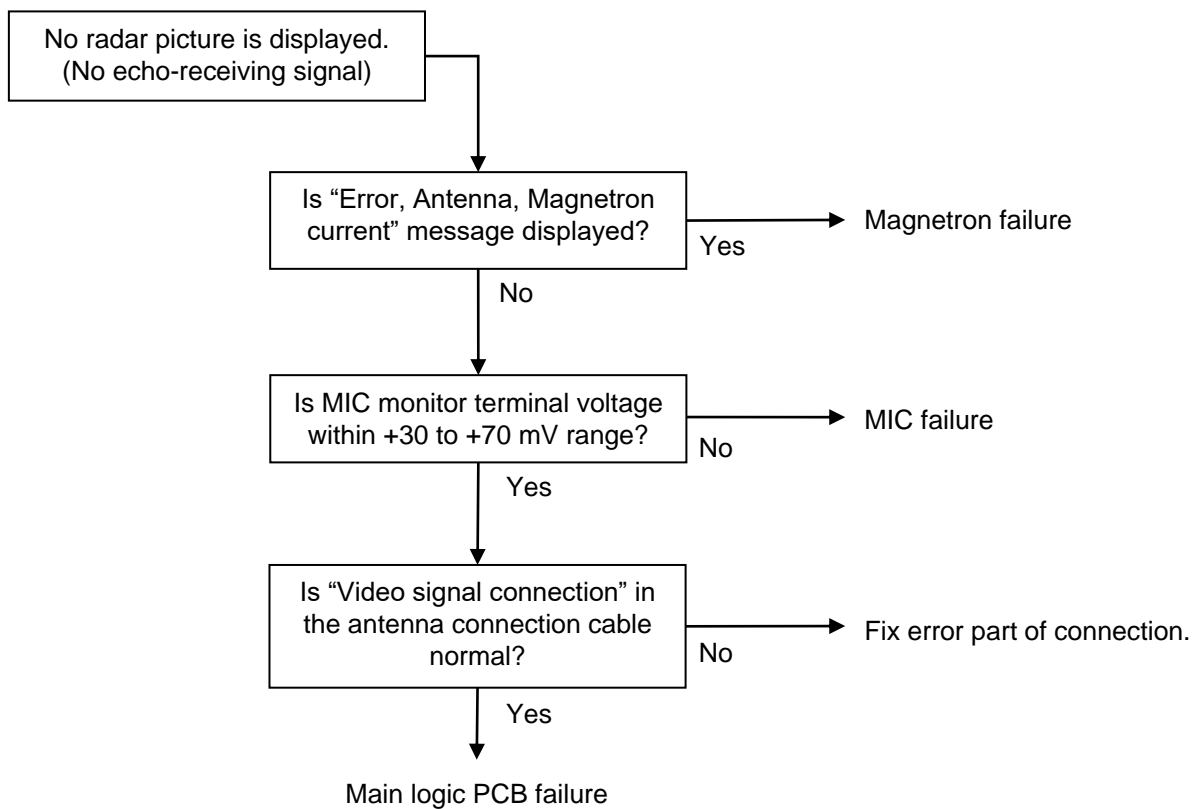 No radar picture is displayed.
(No echo-receiving signal)
Is “Error, Antenna, Magnetron
current” message displayed?
Yes
Magnetron failure
No
Is MIC monitor terminal voltage
within +30 to +70 mV range?
No
MIC failure
Yes
Is “Video signal connection” in
the antenna connection cable
normal?
No
Fix error part of connection.
Yes
Main logic PCB failure